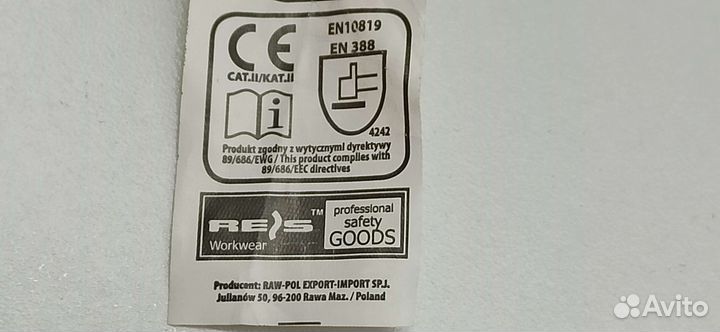 CE
EN10819
EN 388
CAT.II/KAT.II
i
4242
Produkt zgodny z wytycznymi dyrektywy
89/686/EWG / This product complies with
89/686/EEC directives
REIS™
Workwear
professional
safety
GOODS
Producent: RAW-POL EXPORT-IMPORT SP.J.
Julianów 50, 96-200 Rawa Maz. / Poland
Avito